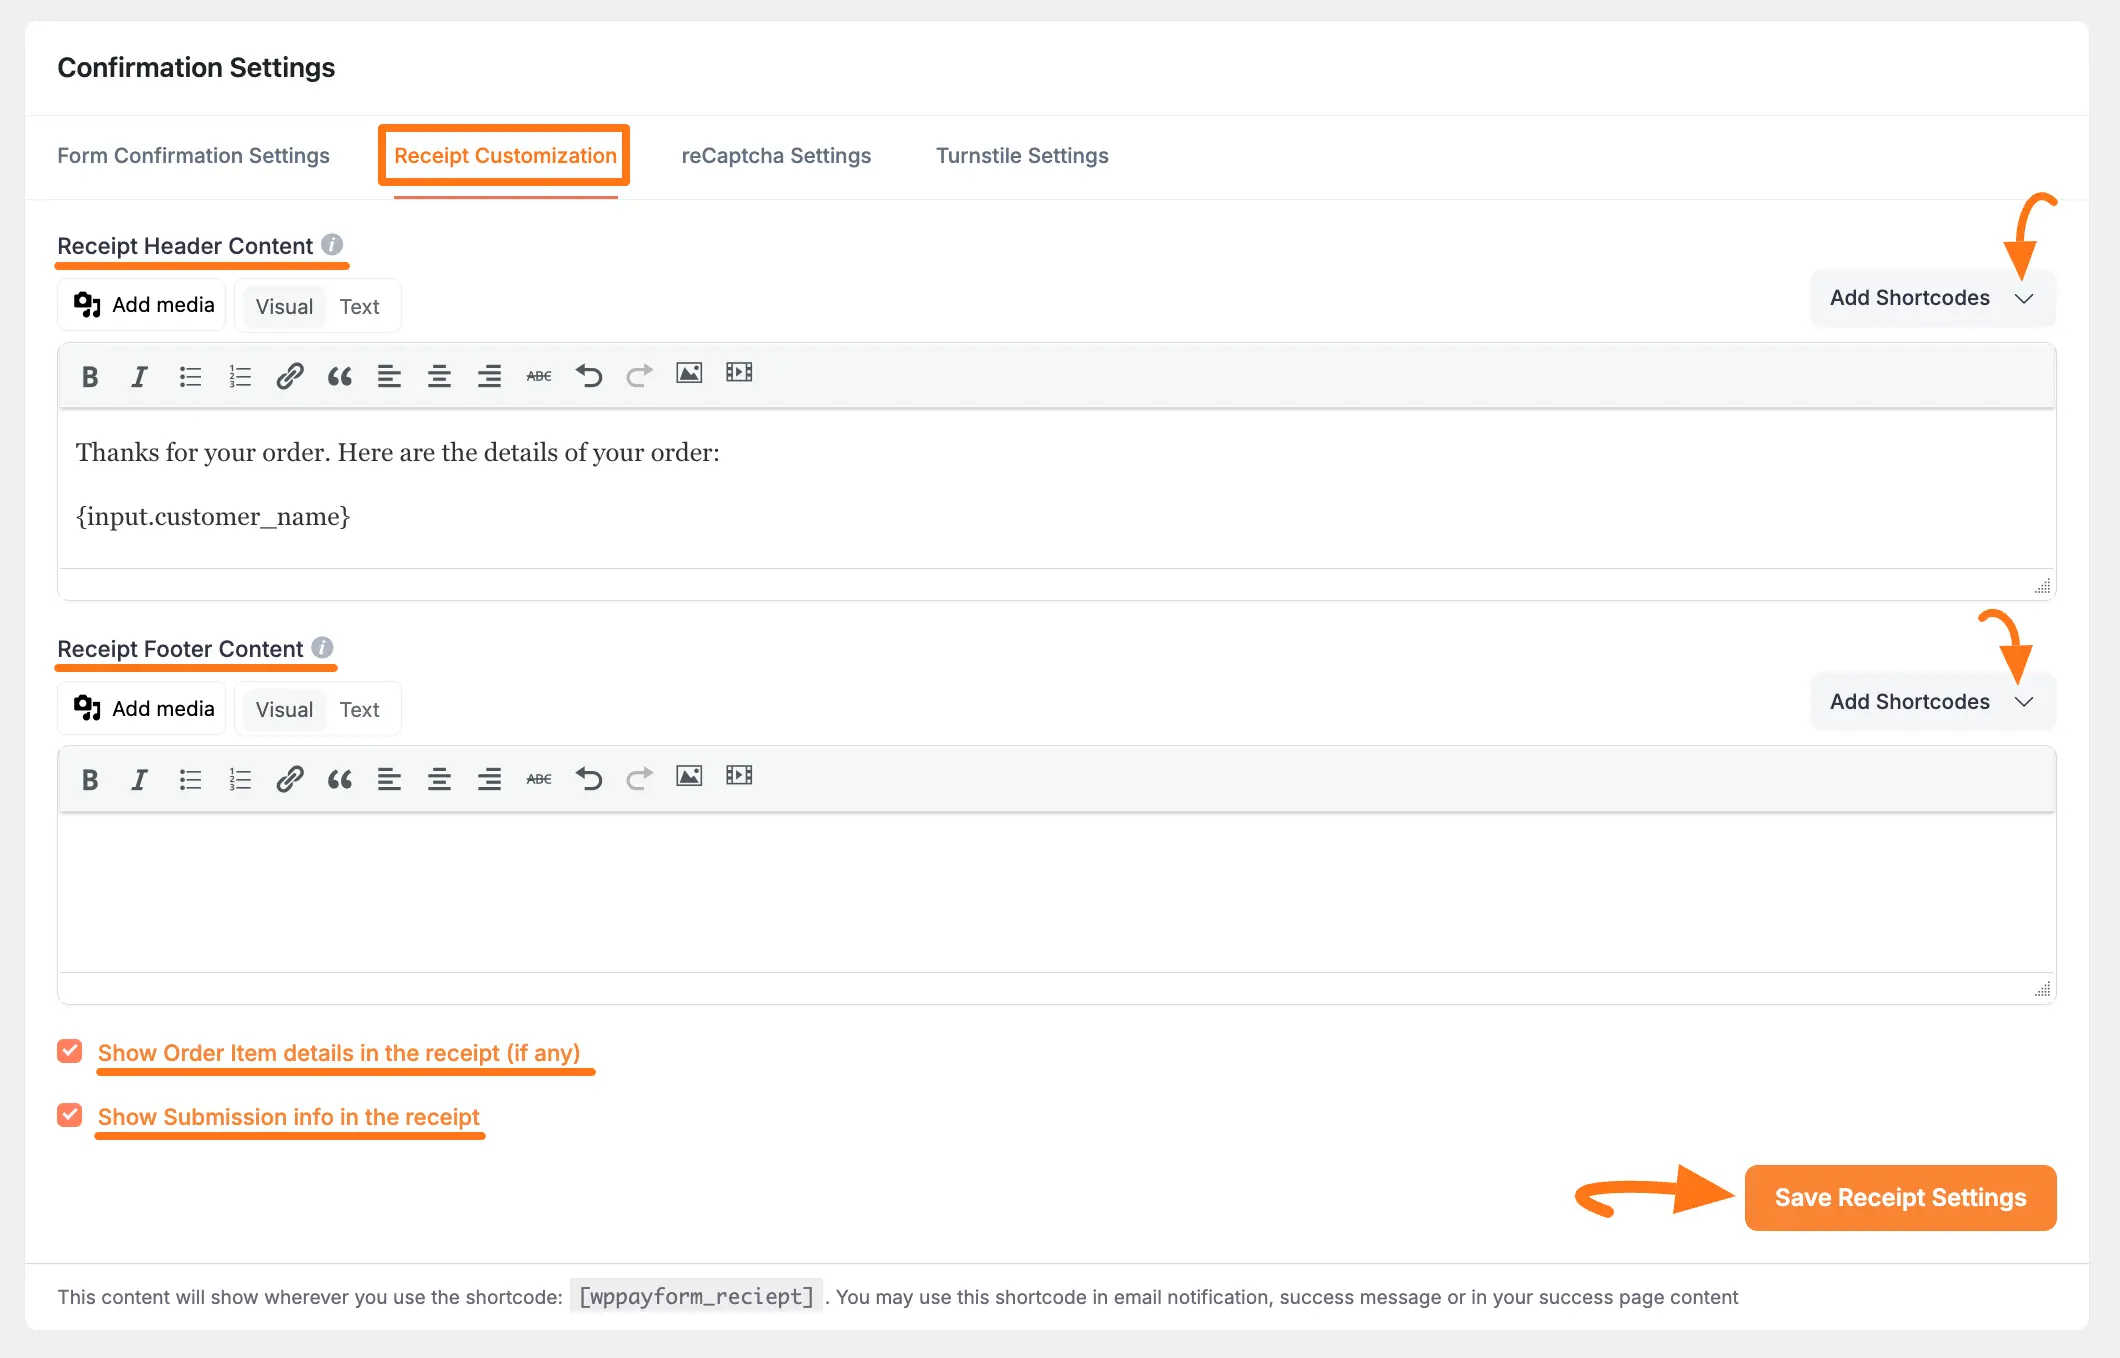 Confirmation Settings
Form Confirmation Settings
Receipt Customization
reCaptcha Settings
Turnstile Settings
Receipt Header Content
Add media
Visual
Text
Add Shortcodes
Thanks for your order. Here are the details of your order:
{input.customer_name}
Receipt Footer Content
Add media
Visual
Text
Add Shortcodes
Show Order Item details in the receipt (if any)
Show Submission info in the receipt
Save Receipt Settings
This content will show wherever you use the shortcode: [wppayform_reciept] . You may use this shortcode in email notification, success message or in your success page content